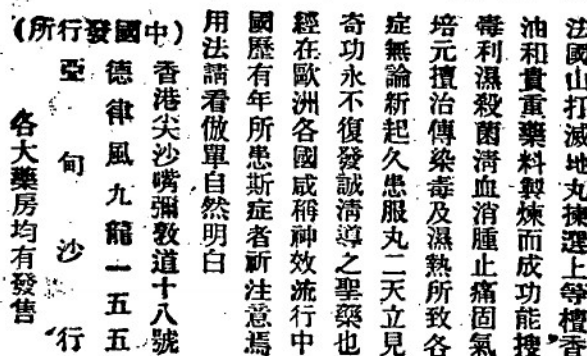 法國山打滅地丸揀選上等檀香
油和貴重藥料製煉而成功能搜
毒利濕殺菌淸血消腫止痛固氣
培元擅治傳染毒及濕熱所致各
症無論新起久患服丸二天立見
奇功永不復發誠淸導之聖藥也
經在歐洲各國咸稱神效流行中
國歷有年所患斯症者祈注意焉
用法請看倣單自然明白
(中國發行所)
香港尖沙嘴彌敦道十八號
德律風九龍一五五
亞甸沙行
各大藥房均有發售